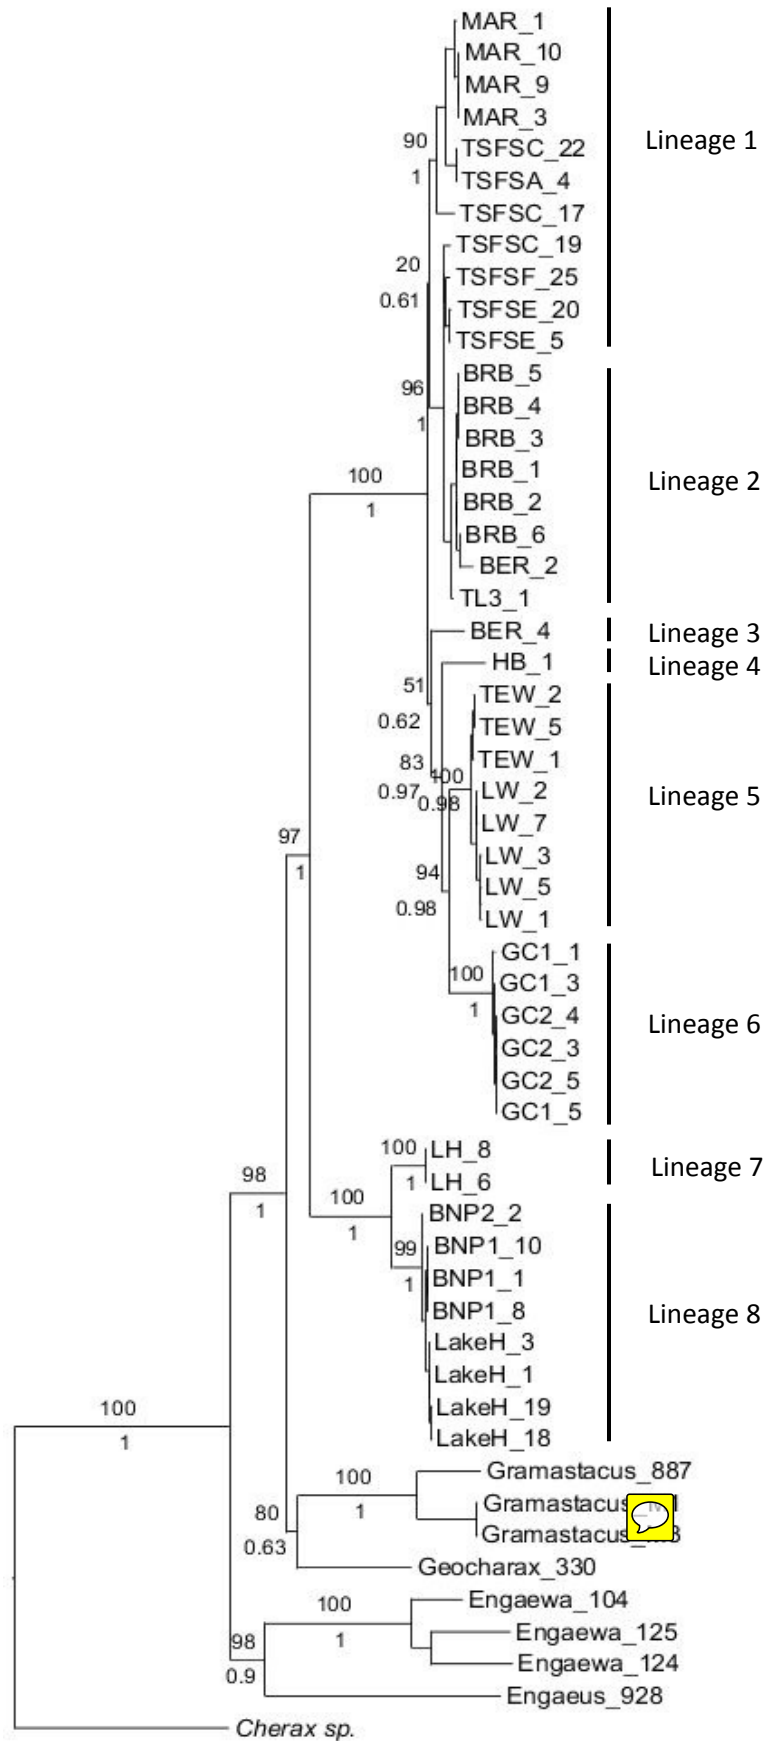 MAR_1
MAR_10
MAR_9
MAR_3
90
TSFSC_22
Lineage 1
1
TSFSA_4
TSFSC_17
TSFSC_19
20
TSFSF_25
0.61
TSFSE_20
TSFSE_5
BRB_5
96
BRB_4
1
BRB_3
100
BRB_1
Lineage 2
1
BRB_2
BRB_6
BER_2
TL3_1
BER_4
Lineage 3
HB_1
Lineage 4
51
TEW_2
0.62
TEW_5
83
TEW_1
100
0.97
0.98
LW_2
Lineage 5
LW_7
97
LW_3
1
94
LW_5
0.98
LW_1
GC1_1
100
GC1_3
1
GC2_4
Lineage 6
GC2_3
GC2_5
GC1_5
100
LH_8
98
1
LH_6
Lineage 7
1
100
BNP2_2
1
99
BNP1_10
1
BNP1_1
BNP1_8
Lineage 8
LakeH_3
LakeH_1
100
LakeH_19
1
LakeH_18
100
Gramastacus_887
1
Gramastacus
80
Gramastacus
0.63
Geocharax_330
100
Engaewa_104
1
Engaewa_125
98
Engaewa_124
0.9
Engaeus_928
Cherax sp.